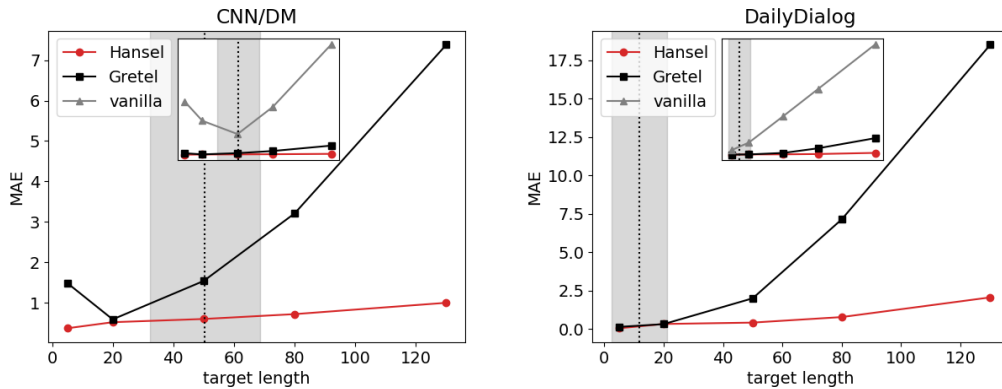 CNN/DM
Hansel
Gretel
vanilla
MAE
7
6
5
4
3
2
1
0 20 40 60 80 100 120
target length
DailyDialog
Hansel
Gretel
vanilla
MAE
17.5
15.0
12.5
10.0
7.5
5.0
2.5
0.0
0 20 40 60 80 100 120
target length